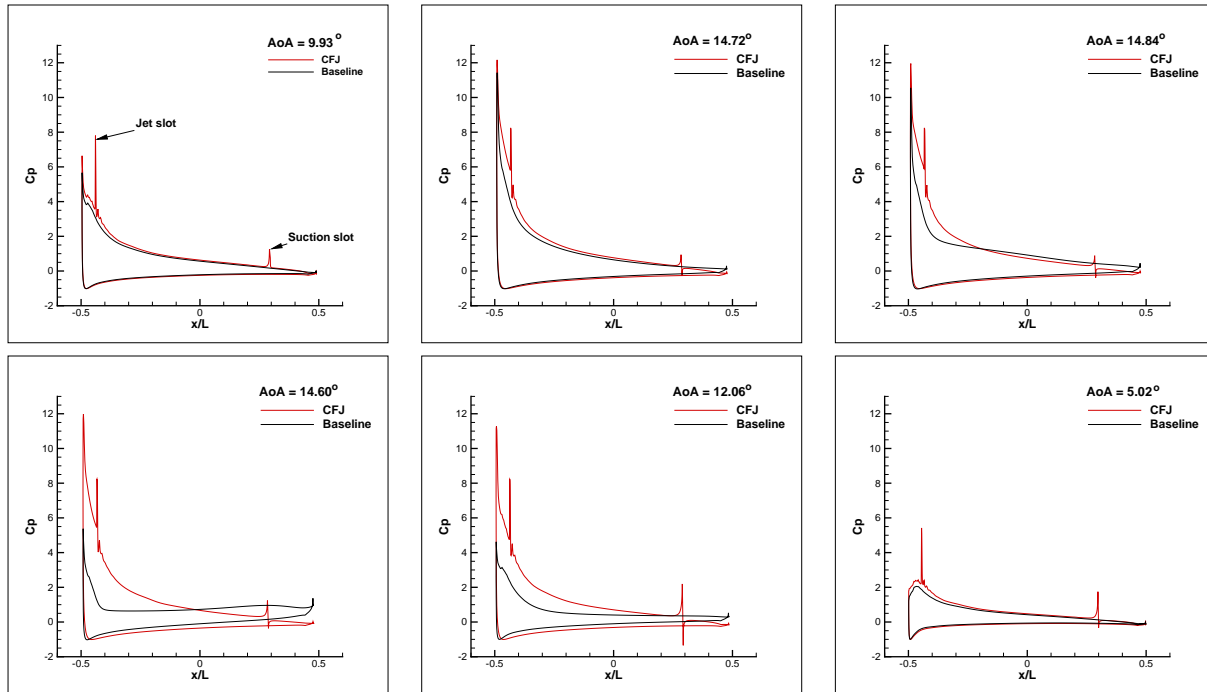 AoA = 9.93 o
CFJ
Baseline
Jet slot
Suction slot
Cp
12
10
8
6
4
2
0
-2
-0.5
0
0.5
x/L
AoA = 14.72o
CFJ
Baseline
Cp
12
10
8
6
4
2
0
-2
-0.5
0
0.5
x/L
AoA = 14.84o
CFJ
Baseline
Cp
12
10
8
6
4
2
0
-2
-0.5
0
0.5
x/L
AoA = 14.60o
CFJ
Baseline
Cp
12
10
8
6
4
2
0
-2
-0.5
0
0.5
x/L
AoA = 12.06o
CFJ
Baseline
Cp
12
10
8
6
4
2
0
-2
-0.5
0
0.5
x/L
AoA = 5.02o
CFJ
Baseline
Cp
12
10
8
6
4
2
0
-2
-0.5
0
0.5
x/L